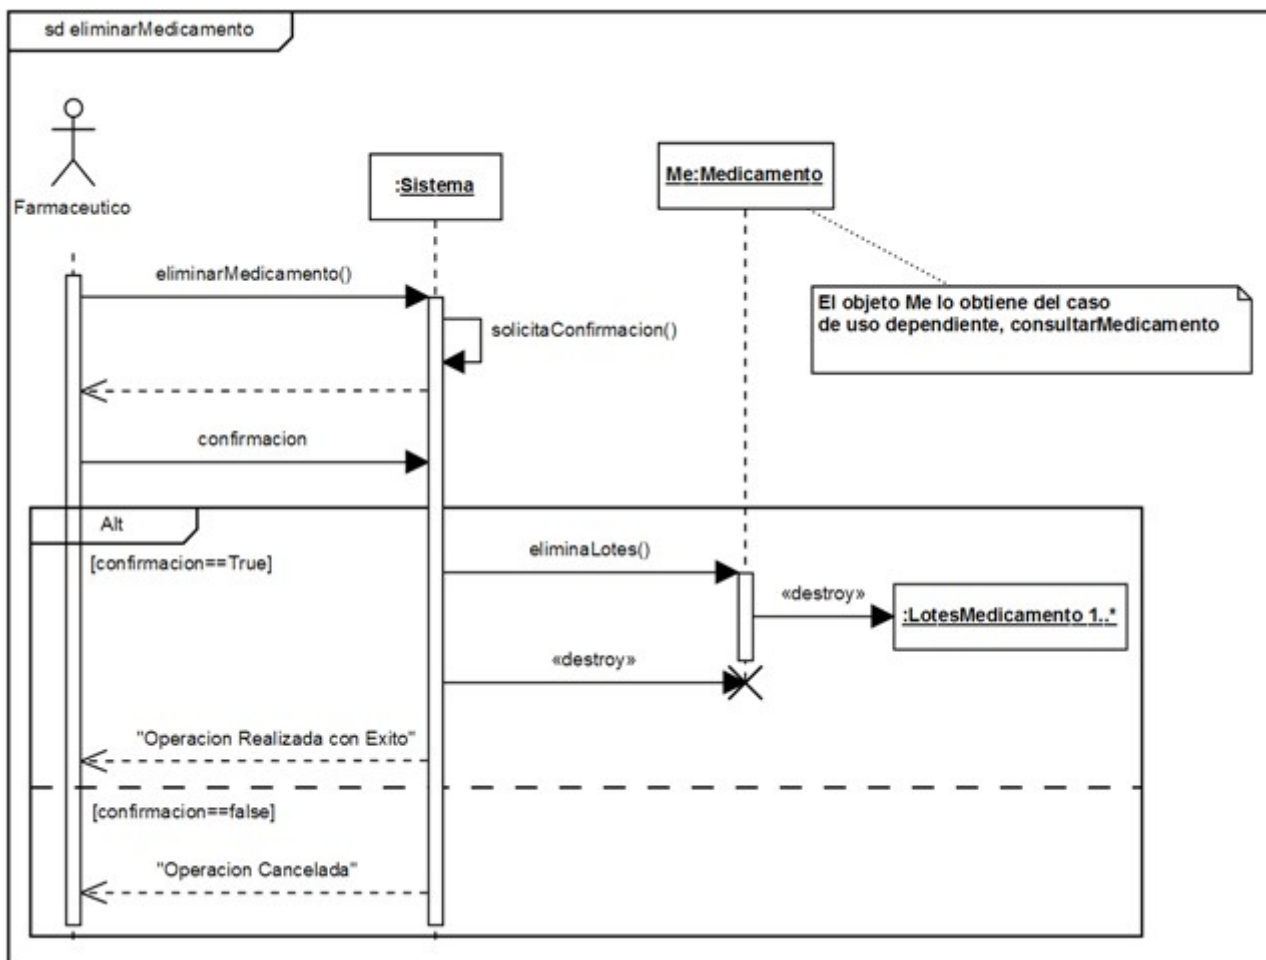 sd eliminarMedicamento
Farmaceutico
:Sistema
Me:Medicamento
El objeto Me lo obtiene del caso
de uso dependiente, consultarMedicamento
eliminarMedicamento()
solicitaConfirmacion()
confirmacion
Alt
[confirmacion==True]
eliminaLotes()
«destroy»
:LotesMedicamento 1..*
«destroy»
"Operacion Realizada con Exito"
[confirmacion==false]
"Operacion Cancelada"